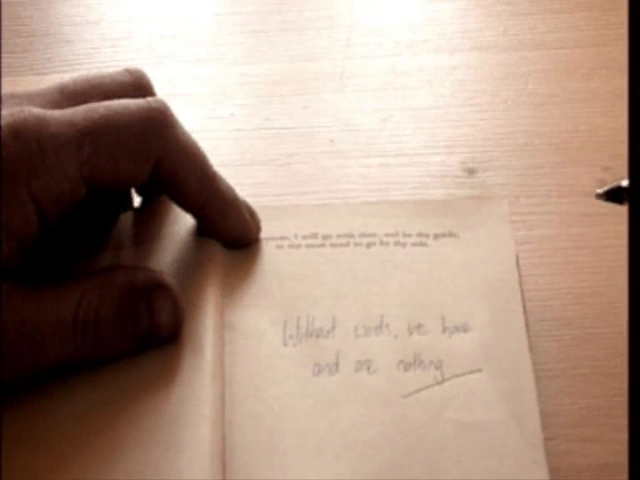 I will go with thee, and be thy guide,
in thy most need to go by thy side.
Without words, we have
and are nothing